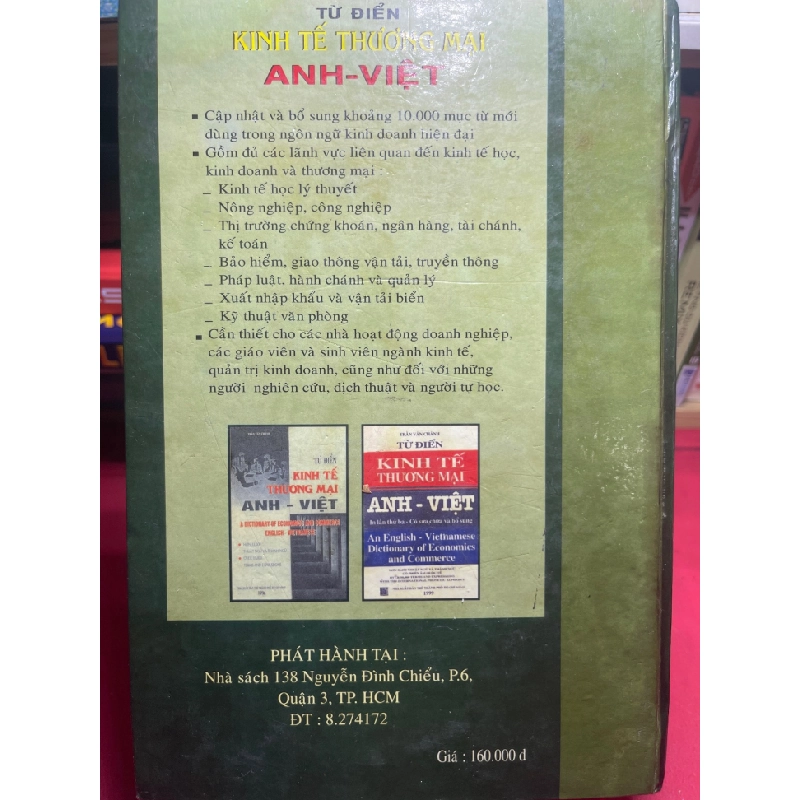 TỪ ĐIỂN
KINH TẾ THƯƠNG MẠI
ANH-VIỆT
▪ Cập nhật và bổ sung khoảng 10.000 mục từ mới
dùng trong ngôn ngữ kinh doanh hiện đại
▪ Gồm đủ các lãnh vực liên quan đến kinh tế học,
kinh doanh và thương mại :
_ Kinh tế học lý thuyết
Nông nghiệp, công nghiệp
_ Thị trường chứng khoán, ngân hàng, tài chánh,
kế toán
_ Bảo hiểm, giao thông vận tải, truyền thông
_ Pháp luật, hành chánh và quản lý
_ Xuất nhập khẩu và vận tải biển
_ Kỹ thuật văn phòng
▪ Cần thiết cho các nhà hoạt động doanh nghiệp,
các giáo viên và sinh viên ngành kinh tế,
quản trị kinh doanh, cũng như đối với những
người nghiên cứu, dịch thuật và người tự học.
TỪ ĐIỂN
KINH TẾ
THƯƠNG MẠI
ANH - VIỆT
A DICTIONARY OF ECONOMICS AND COMMERCE
ENGLISH - VIETNAMESE
TỪ ĐIỂN
KINH TẾ
THƯƠNG MẠI
ANH - VIỆT
An English - Vietnamese
Dictionary of Economics
and Commerce
1999
PHÁT HÀNH TẠI :
Nhà sách 138 Nguyễn Đình Chiểu, P.6,
Quận 3, TP. HCM
ĐT : 8.274172
Giá : 160.000 đ